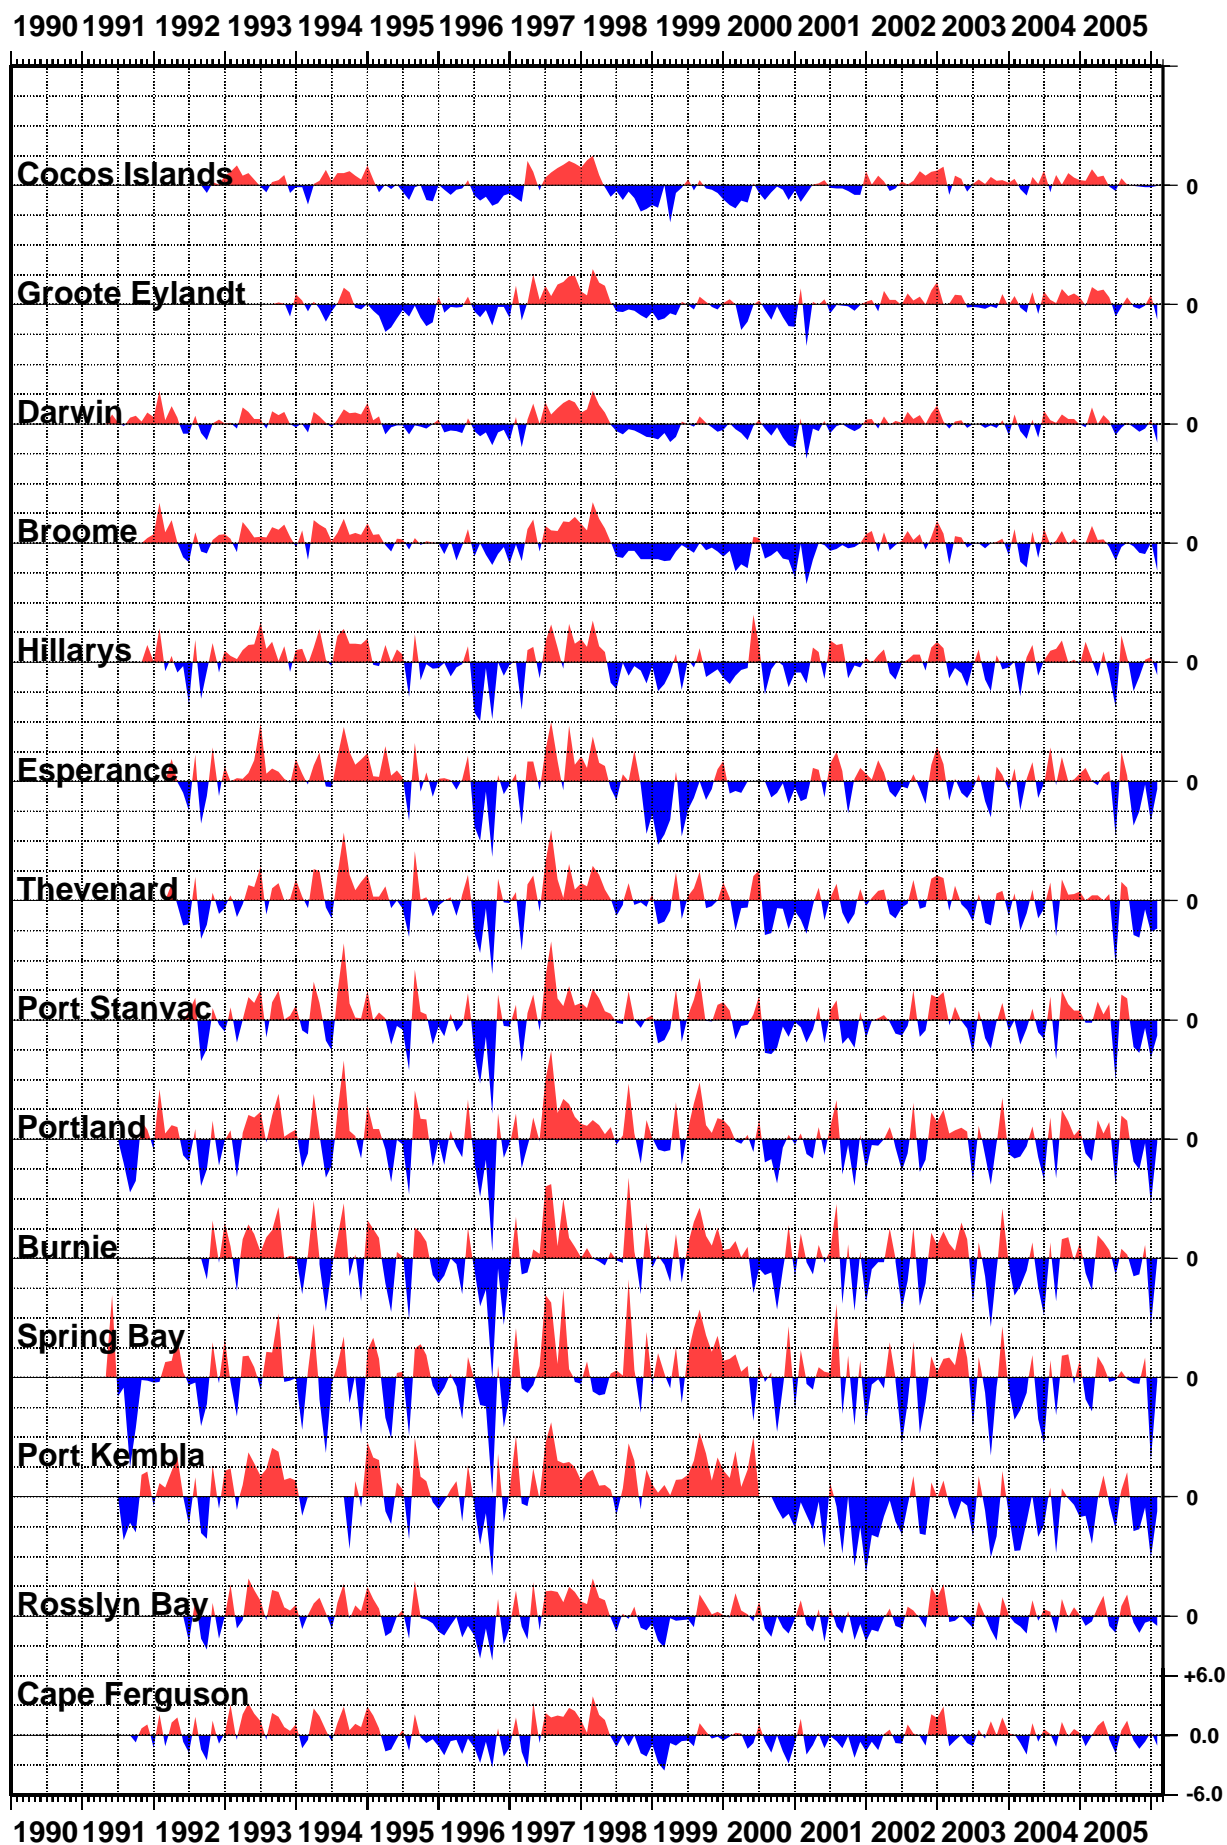 1990 1991 1992 1993 1994 1995 1996 1997 1998 1999 2000 2001 2002 2003 2004 2005
Cocos Islands 0
Groote Eylandt 0
Darwin 0
Broome 0
Hillarys 0
Esperance 0
Thevenard 0
Port Stanvac 0
Portland 0
Burnie 0
Spring Bay 0
Port Kembla 0
Rosslyn Bay 0
+6.0
Cape Ferguson
0.0
-6.0
1990 1991 1992 1993 1994 1995 1996 1997 1998 1999 2000 2001 2002 2003 2004 2005